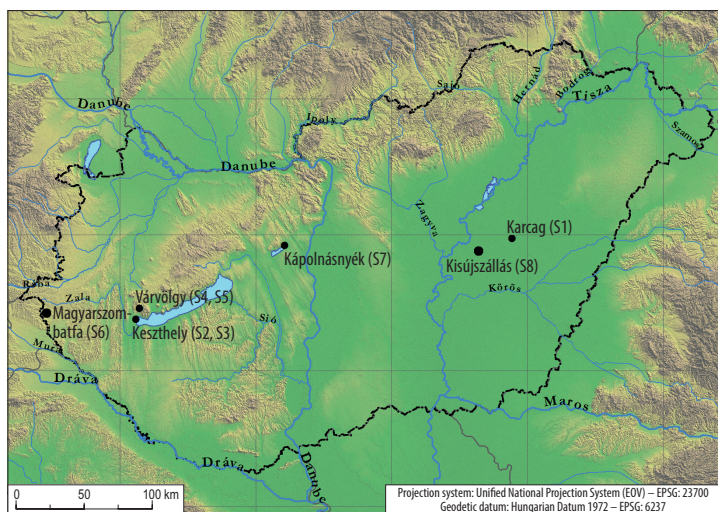 Danube
Ipoly
Sajó
Hernád
Bodrog
Tisza
Szamos
Danube
Zagyva
Karcag (S1)
Kápolnásnyék (S7)
Kisújszállás (S8)
Körös
Rába
Zala
Várvölgy (S4, S5)
Magyarszom-
batfa (S6)
Keszthely (S2, S3)
Sió
Mura
Dráva
Maros
Dráva
Danube
0 50 100 km
Projection system: Unified National Projection System (EOV) – EPSG: 23700
Geodetic datum: Hungarian Datum 1972 – EPSG: 6237